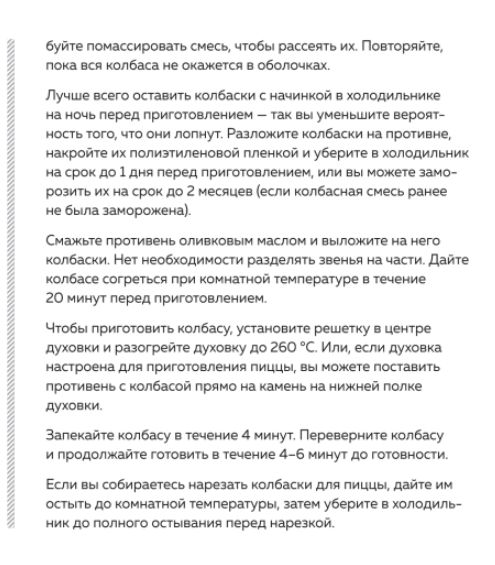 буйте помассировать смесь, чтобы рассеять их. Повторяйте,
пока вся колбаса не окажется в оболочках.
Лучше всего оставить колбаски с начинкой в холодильнике
на ночь перед приготовлением — так вы уменьшите вероят-
ность того, что они лопнут. Разложите колбаски на противне,
накройте их полиэтиленовой пленкой и уберите в холодильник
на срок до 1 дня перед приготовлением, или вы можете замо-
розить их на срок до 2 месяцев (если колбасная смесь ранее
не была заморожена).
Смажьте противень оливковым маслом и выложите на него
колбаски. Нет необходимости разделять звенья на части. Дайте
колбасе согреться при комнатной температуре в течение
20 минут перед приготовлением.
Чтобы приготовить колбасу, установите решетку в центре
духовки и разогрейте духовку до 260 °С. Или, если духовка
настроена для приготовления пиццы, вы можете поставить
противень с колбасой прямо на камень на нижней полке
духовки.
Запекайте колбасу в течение 4 минут. Переверните колбасу
и продолжайте готовить в течение 4–6 минут до готовности.
Если вы собираетесь нарезать колбаски для пиццы, дайте им
остыть до комнатной температуры, затем уберите в холодиль-
ник до полного остывания перед нарезкой.